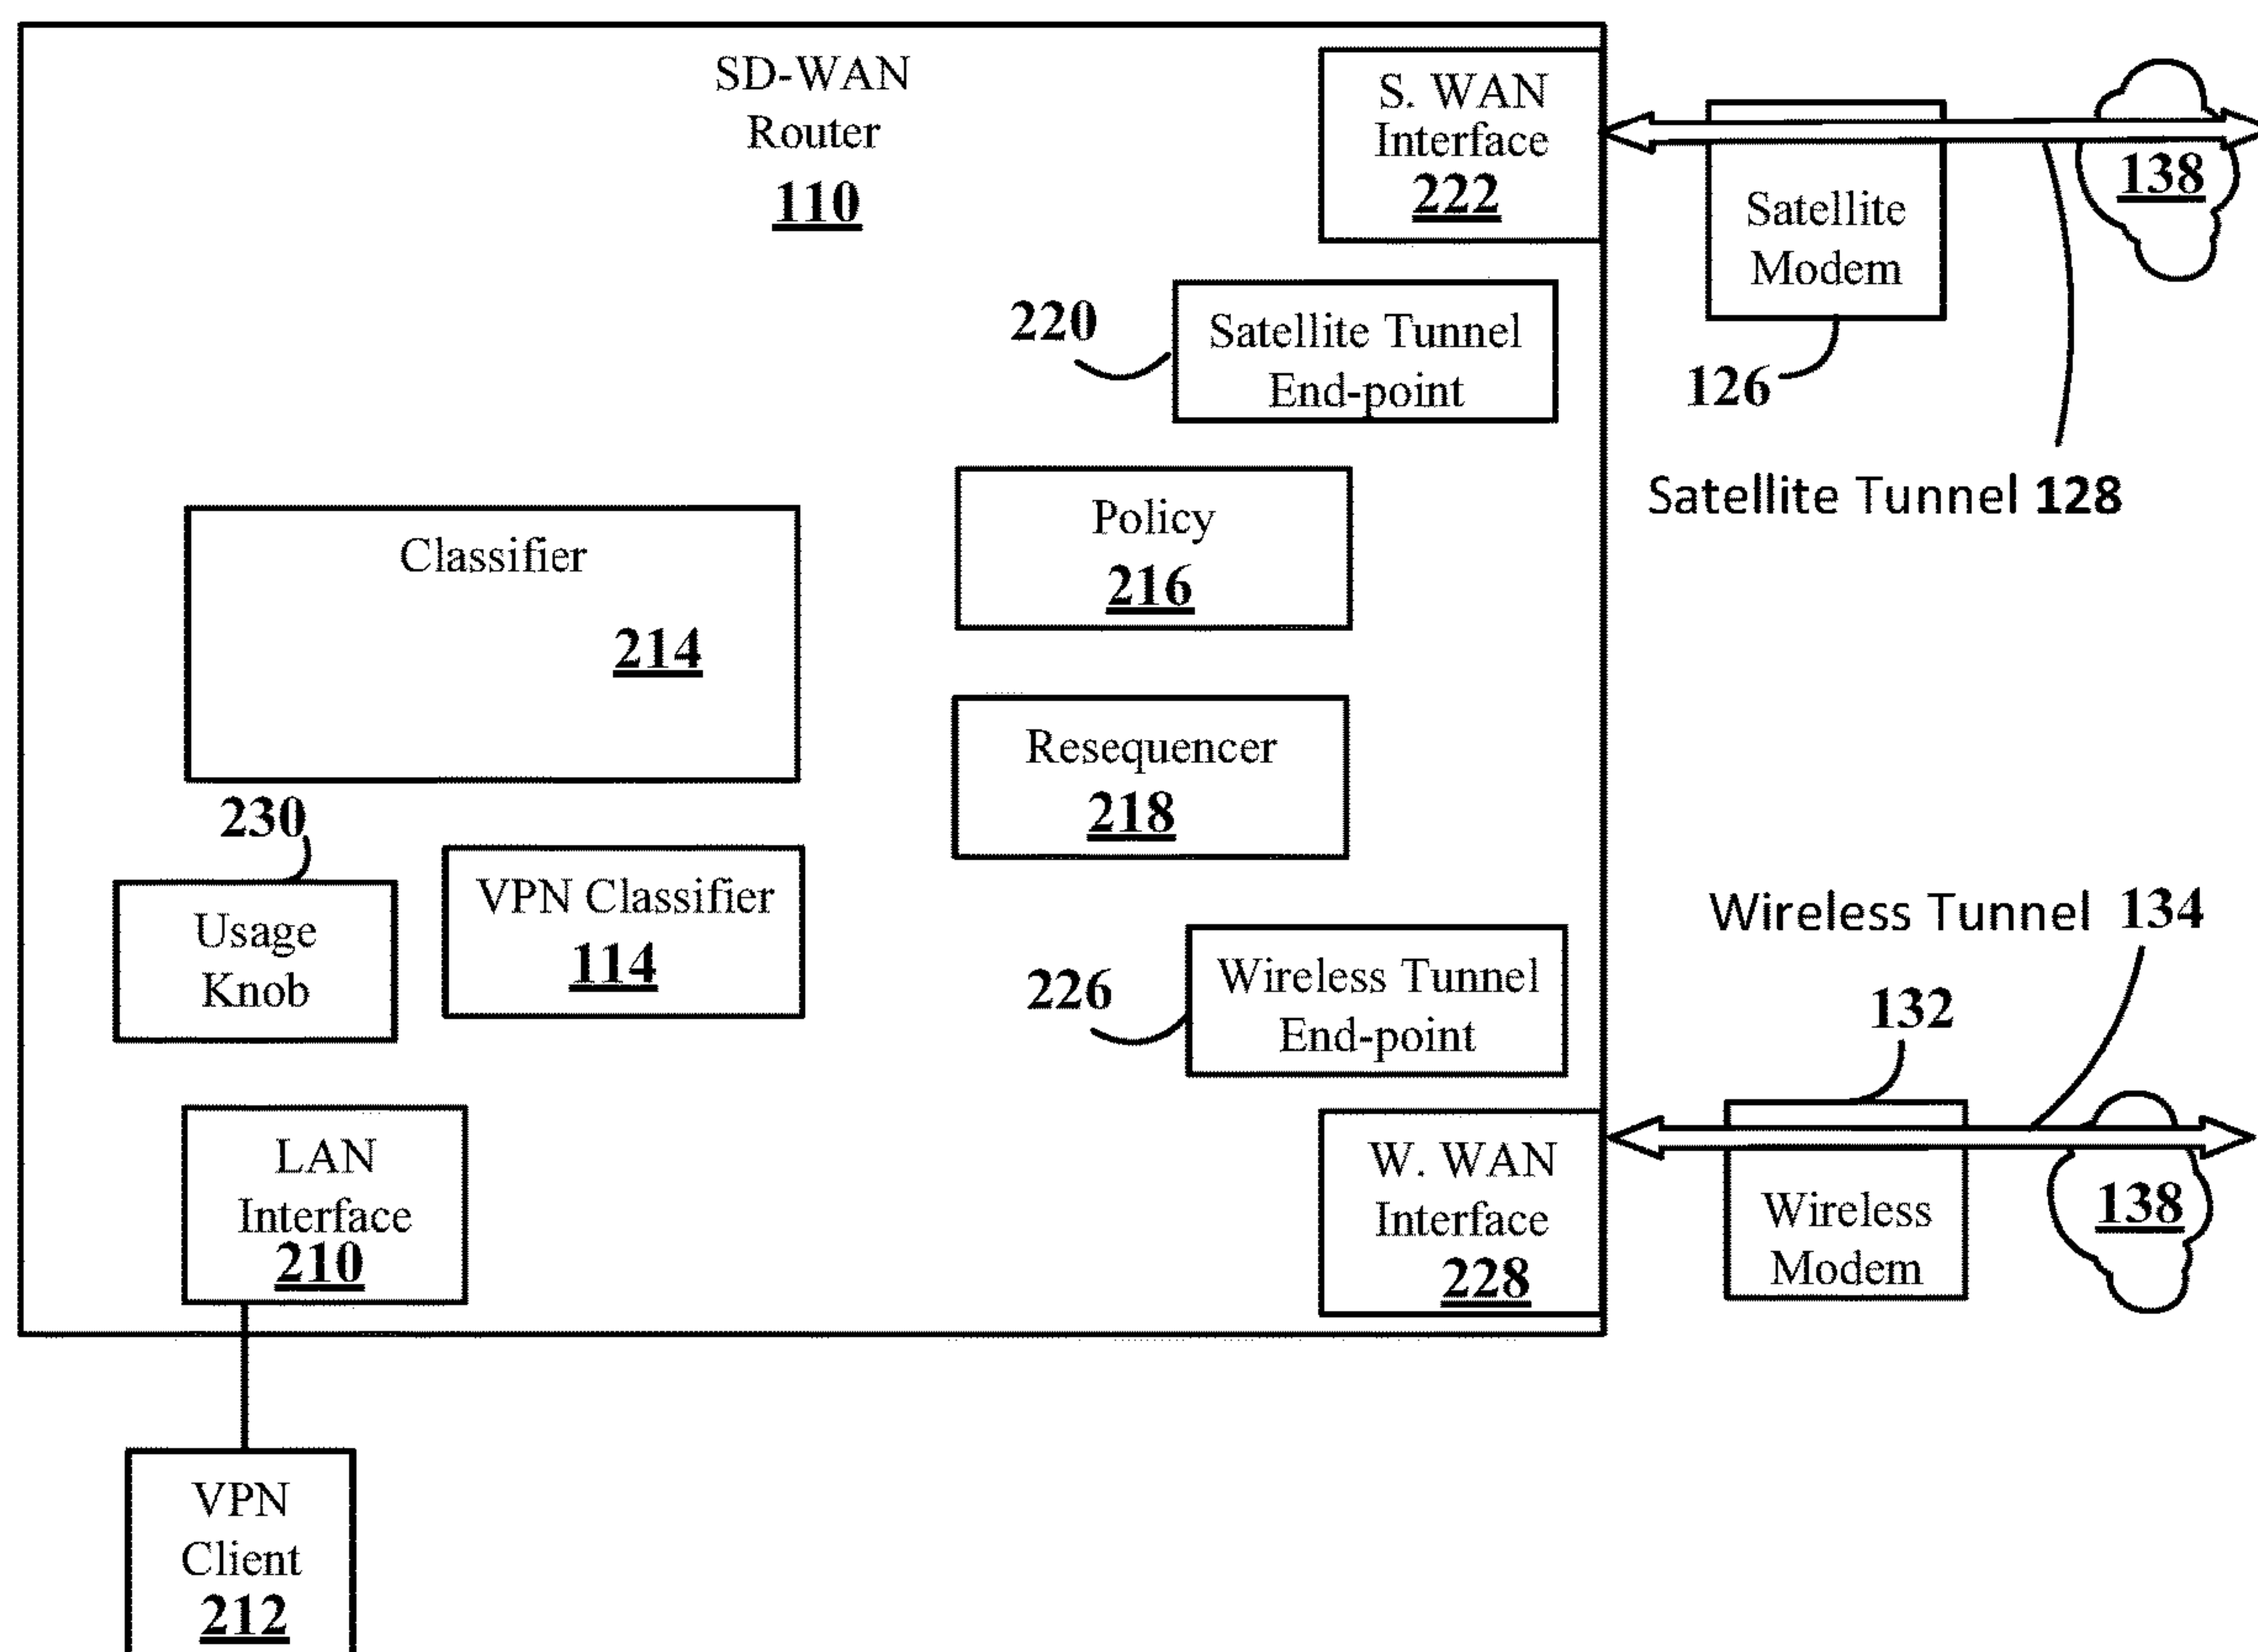 SD-WAN
Router
110
S. WAN
Interface
222
Satellite
Modem
138
220
Satellite Tunnel
End-point
126
Satellite Tunnel 128
Policy
216
Classifier
214
Resequencer
218
230
Usage
Knob
VPN Classifier
114
Wireless Tunnel 134
226
Wireless Tunnel
End-point
132
LAN
Interface
210
W. WAN
Interface
228
Wireless
Modem
138
VPN
Client
212